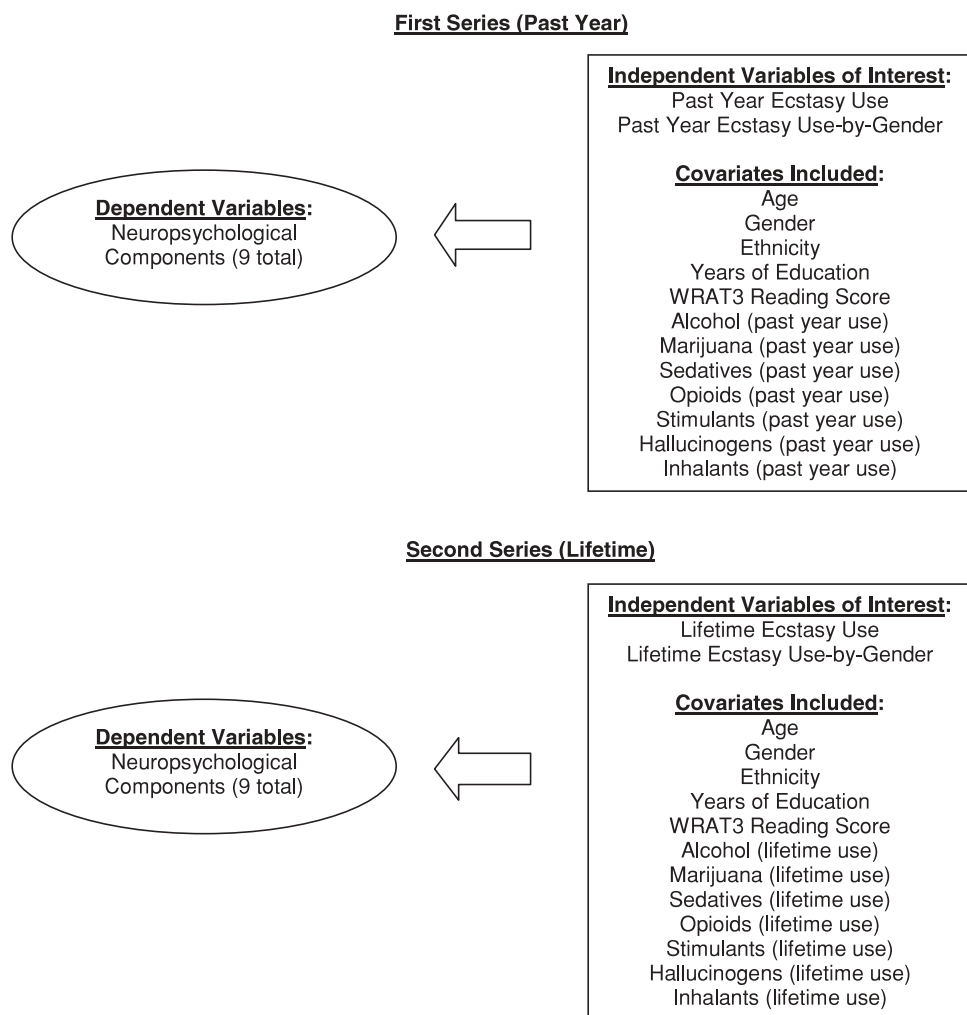 First Series (Past Year)
Independent Variables of Interest:
Past Year Ecstasy Use
Past Year Ecstasy Use-by-Gender
Covariates Included:
Age
Gender
Ethnicity
Years of Education
WRAT3 Reading Score
Alcohol (past year use)
Marijuana (past year use)
Sedatives (past year use)
Opioids (past year use)
Stimulants (past year use)
Hallucinogens (past year use)
Inhalants (past year use)
Dependent Variables:
Neuropsychological
Components (9 total)
Second Series (Lifetime)
Independent Variables of Interest:
Lifetime Ecstasy Use
Lifetime Ecstasy Use-by-Gender
Covariates Included:
Age
Gender
Ethnicity
Years of Education
WRAT3 Reading Score
Alcohol (lifetime use)
Marijuana (lifetime use)
Sedatives (lifetime use)
Opioids (lifetime use)
Stimulants (lifetime use)
Hallucinogens (lifetime use)
Inhalants (lifetime use)
Dependent Variables:
Neuropsychological
Components (9 total)